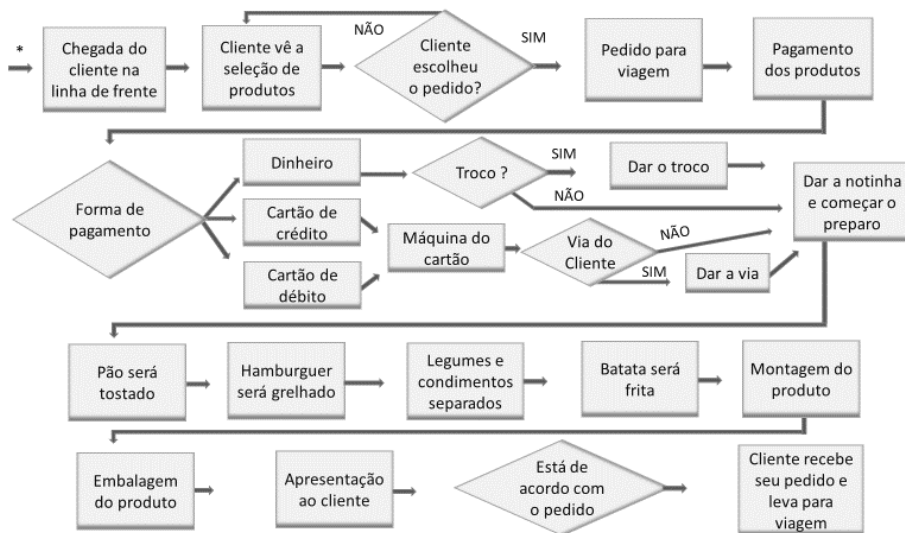 *
Chegada do
cliente na
linha de frente
Cliente vê a
seleção de
produtos
NÃO
Cliente
escolheu
o pedido?
SIM
Pedido para
viagem
Pagamento
dos produtos
Forma de
pagamento
Dinheiro
Troco ?
SIM
Dar o troco
NÃO
Dar a notinha
e começar o
preparo
Cartão de
crédito
Cartão de
débito
Máquina do
cartão
Via do
Cliente
NÃO
SIM
Dar a via
Pão será
tostado
Hamburguer
será grelhado
Legumes e
condimentos
separados
Batata será
frita
Montagem do
produto
Embalagem
do produto
Apresentação
ao cliente
Está de
acordo com
o pedido
Cliente recebe
seu pedido e
leva para
viagem